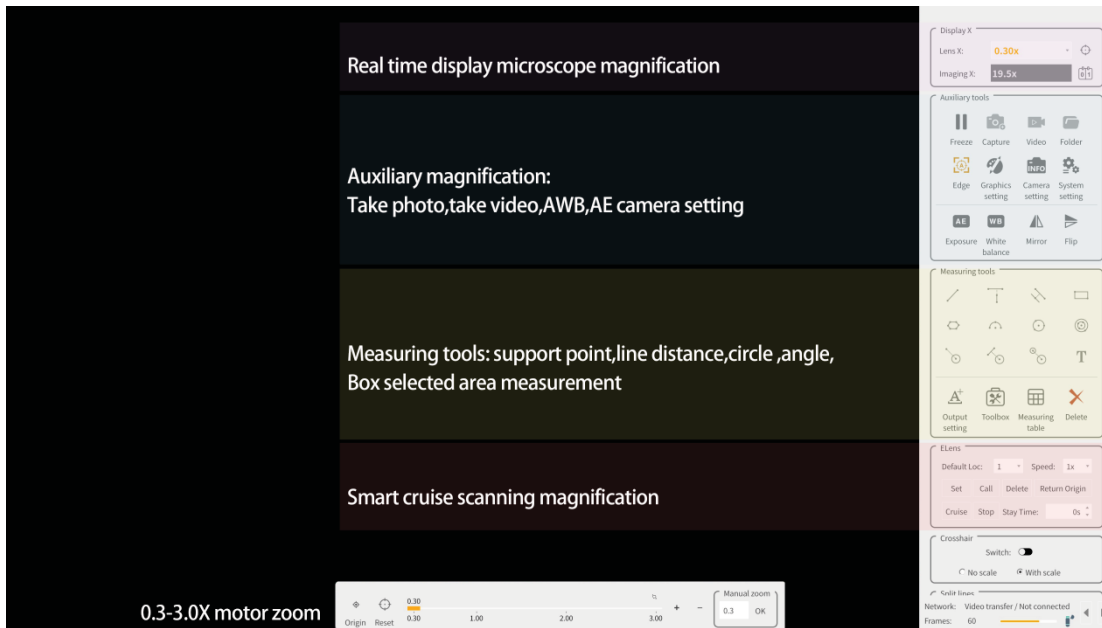 Real time display microscope magnification
Auxiliary magnification:
Take photo,take video,AWB,AE camera setting
Measuring tools: support point,line distance,circle ,angle,
Box selected area measurement
Smart cruise scanning magnification
0.3-3.0X motor zoom
Origin Reset
0.30
0.30 1.00 2.00 3.00
+ −
Manual zoom
0.3 OK
Display X
Lens X: 0.30x
Imaging X: 19.5x
Auxiliary tools
Freeze Capture Video Folder
INFO
Edge Graphics setting Camera setting System setting
AE WB
Exposure White balance Mirror Flip
Measuring tools
T
Output setting Toolbox Measuring table Delete
ELens
Default Loc: 1 Speed: 1x
Set Call Delete Return Origin
Cruise Stop Stay Time: 0s
Crosshair
Switch:
No scale With scale
Split lines
Network: Video transfer / Not connected
Frames: 60